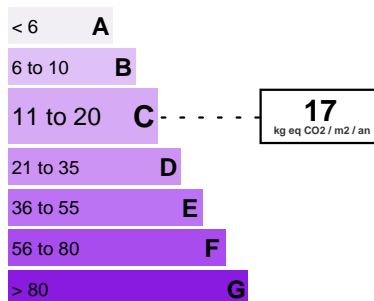 < 6 A
6 to 10 B
11 to 20 C
17
kg eq CO2 / m2 / an
21 to 35 D
36 to 55 E
56 to 80 F
> 80 G